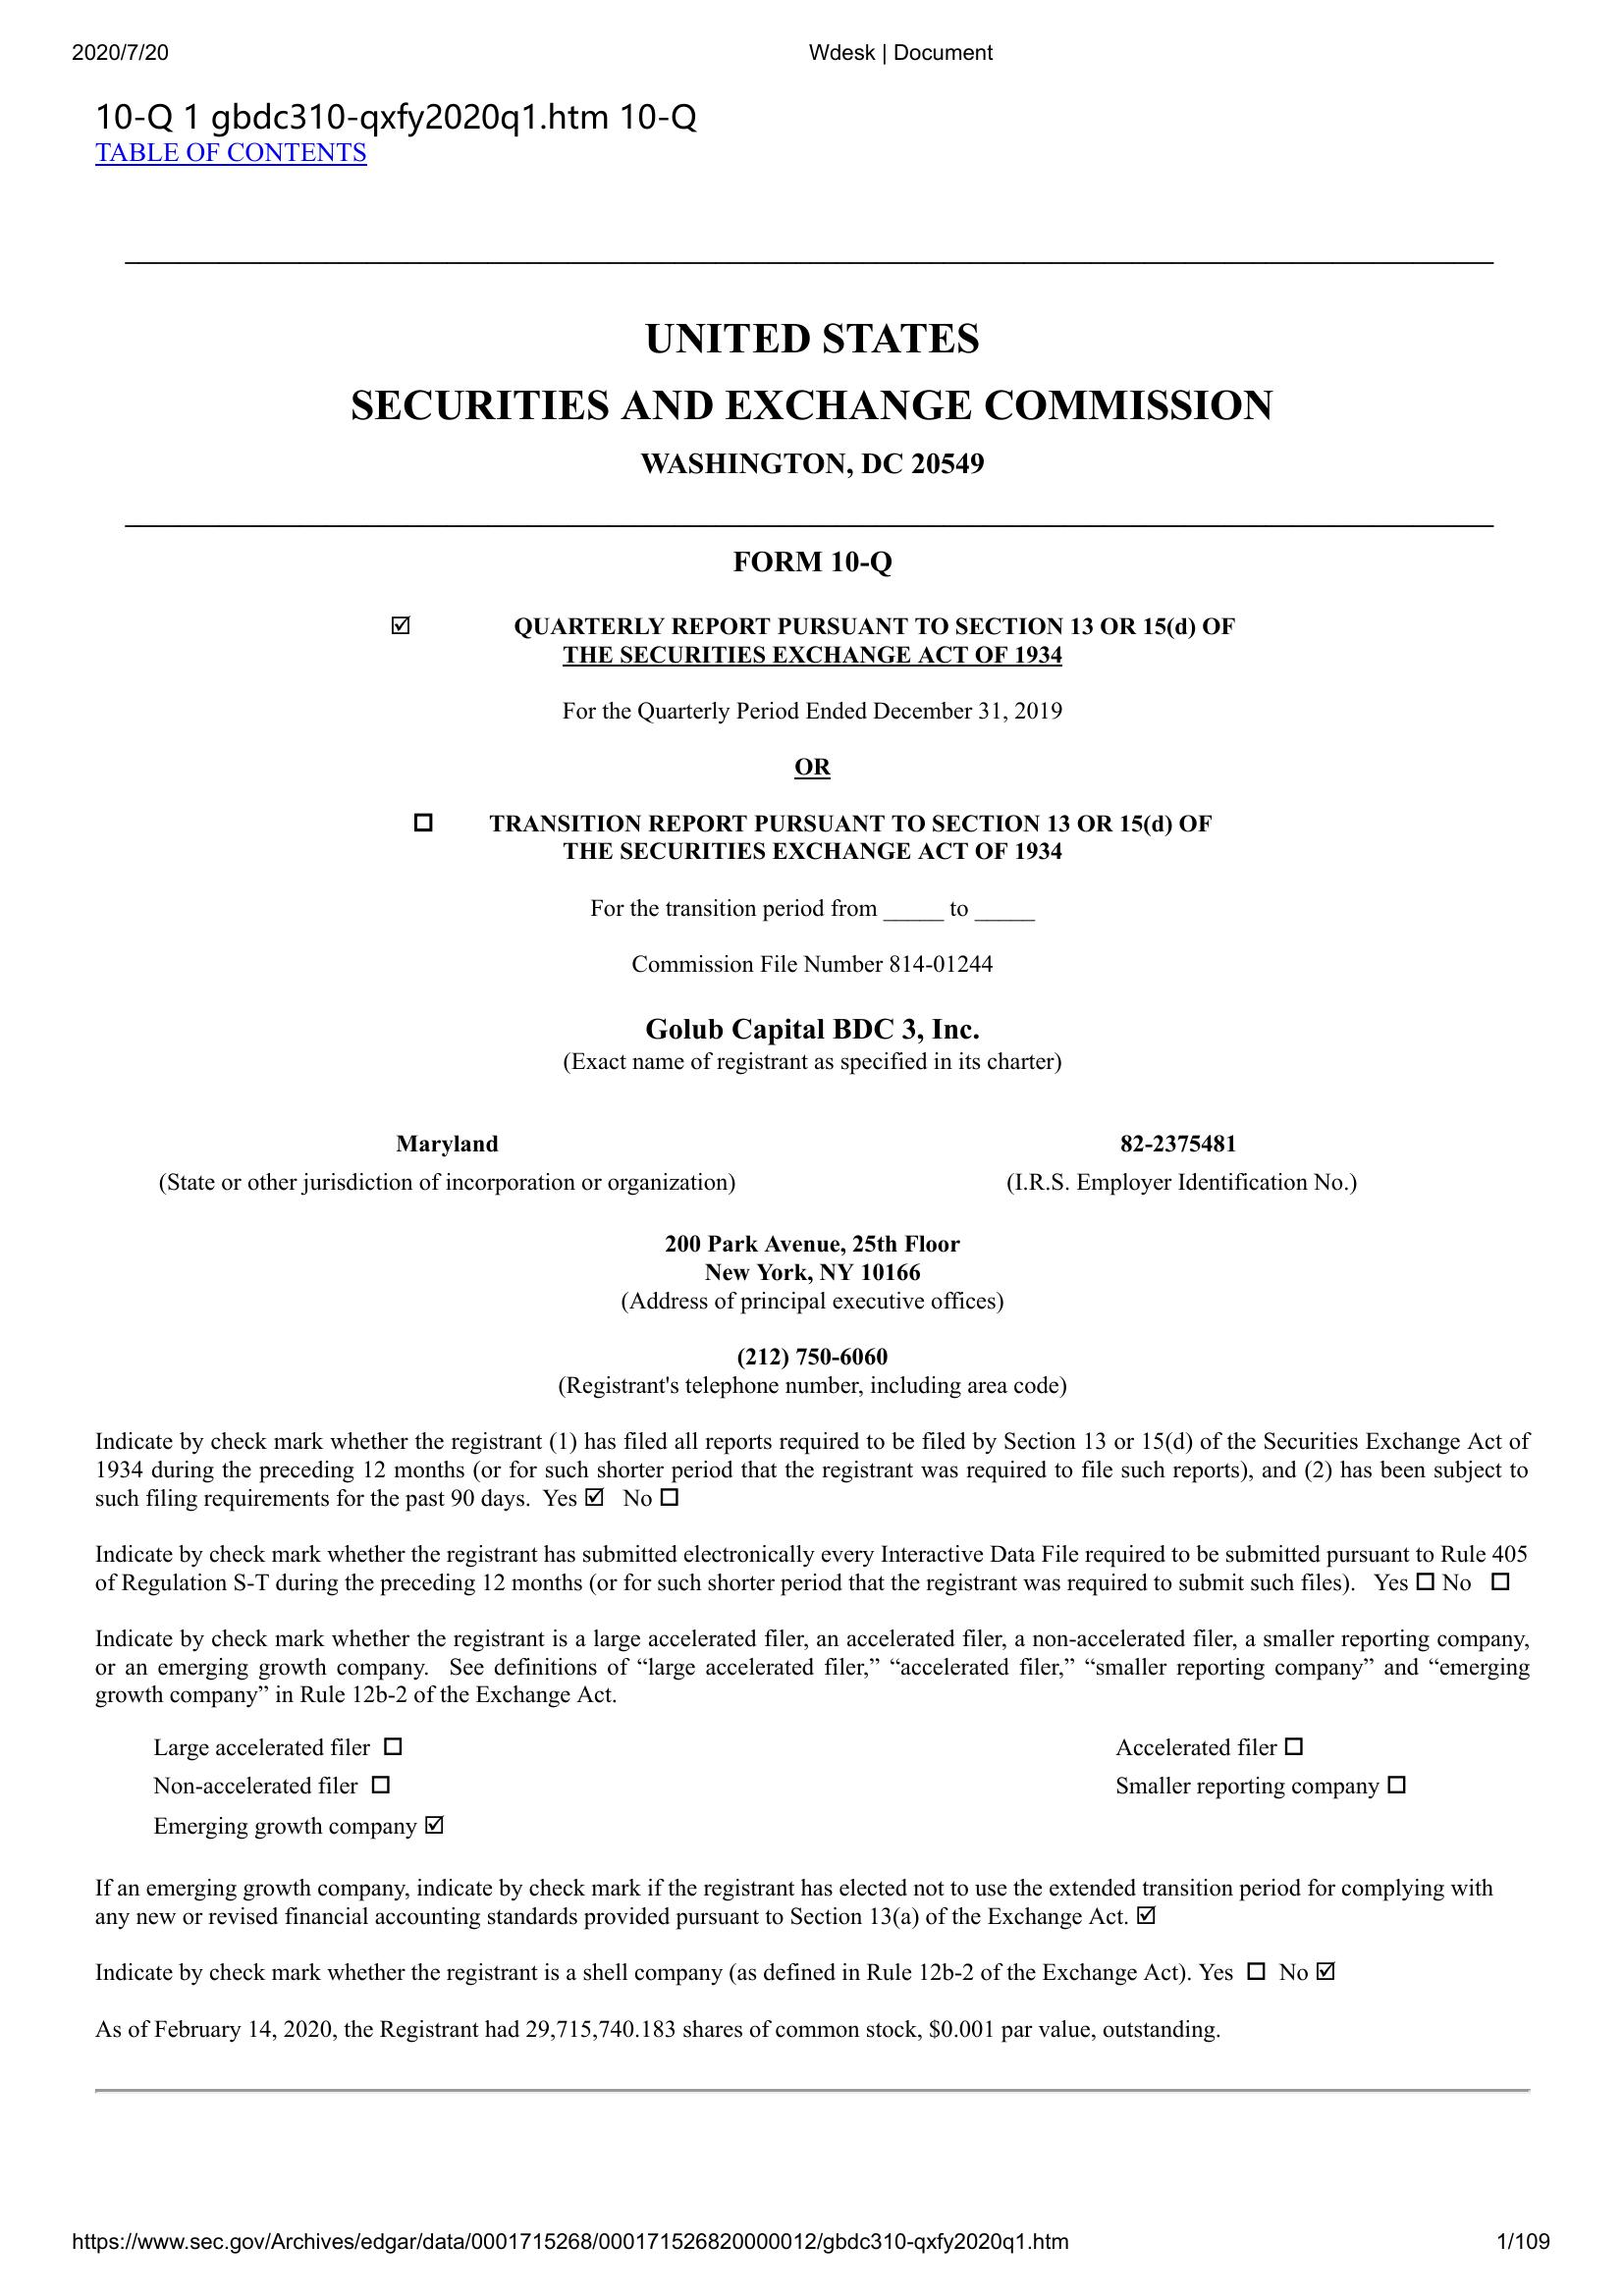 2020/7/20 Wdesk | Document
10-Q 1 gbdc310-qxfy2020q1.htm 10-Q
TABLE OF CONTENTS
UNITED STATES
SECURITIES AND EXCHANGE COMMISSION
WASHINGTON, DC 20549
FORM 10-Q
☑ QUARTERLY REPORT PURSUANT TO SECTION 13 OR 15(d) OF
THE SECURITIES EXCHANGE ACT OF 1934
For the Quarterly Period Ended December 31, 2019
OR
☐ TRANSITION REPORT PURSUANT TO SECTION 13 OR 15(d) OF
THE SECURITIES EXCHANGE ACT OF 1934
For the transition period from _____ to _____
Commission File Number 814-01244
Golub Capital BDC 3, Inc.
(Exact name of registrant as specified in its charter)
Maryland 82-2375481
(State or other jurisdiction of incorporation or organization) (I.R.S. Employer Identification No.)
200 Park Avenue, 25th Floor
New York, NY 10166
(Address of principal executive offices)
(212) 750-6060
(Registrant's telephone number, including area code)
Indicate by check mark whether the registrant (1) has filed all reports required to be filed by Section 13 or 15(d) of the Securities Exchange Act of
1934 during the preceding 12 months (or for such shorter period that the registrant was required to file such reports), and (2) has been subject to
such filing requirements for the past 90 days. Yes ☑ No ☐
Indicate by check mark whether the registrant has submitted electronically every Interactive Data File required to be submitted pursuant to Rule 405
of Regulation S-T during the preceding 12 months (or for such shorter period that the registrant was required to submit such files). Yes ☐ No ☐
Indicate by check mark whether the registrant is a large accelerated filer, an accelerated filer, a non-accelerated filer, a smaller reporting company,
or an emerging growth company. See definitions of “large accelerated filer,” “accelerated filer,” “smaller reporting company” and “emerging
growth company” in Rule 12b-2 of the Exchange Act.
Large accelerated filer ☐ Accelerated filer ☐
Non-accelerated filer ☐ Smaller reporting company ☐
Emerging growth company ☑
If an emerging growth company, indicate by check mark if the registrant has elected not to use the extended transition period for complying with
any new or revised financial accounting standards provided pursuant to Section 13(a) of the Exchange Act. ☑
Indicate by check mark whether the registrant is a shell company (as defined in Rule 12b-2 of the Exchange Act). Yes ☐ No ☑
As of February 14, 2020, the Registrant had 29,715,740.183 shares of common stock, $0.001 par value, outstanding.
https://www.sec.gov/Archives/edgar/data/0001715268/000171526820000012/gbdc310-qxfy2020q1.htm 1/109